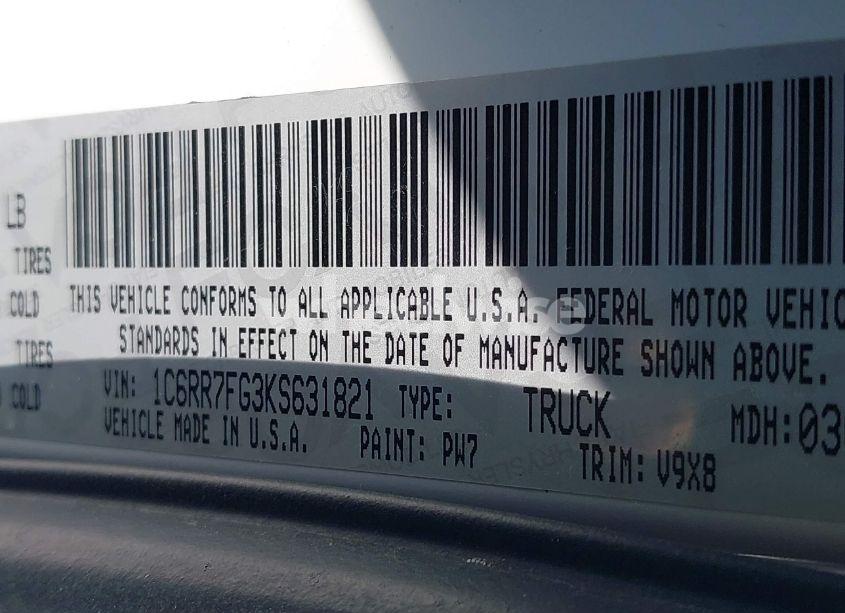 LB
TIRES
COLD
THIS VEHICLE CONFORMS TO ALL APPLICABLE U.S.A. FEDERAL MOTOR VEHIC
STANDARDS IN EFFECT ON THE DATE OF MANUFACTURE SHOWN ABOVE.
TIRES
COLD
VIN: 1C6RR7FG3KS631821 TYPE: TRUCK MDH:03
VEHICLE MADE IN U.S.A. PAINT: PW7 TRIM: V9X8